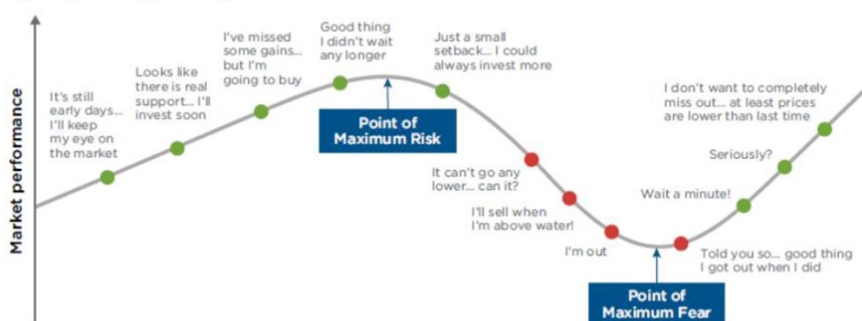 Market performance
It's still
early days...
I'll keep
my eye on
the market
Looks like
there is real
support... I'll
invest soon
I've missed
some gains...
but I'm
going to buy
Good thing
I didn't wait
any longer
Point of
Maximum Risk
Just a small
setback... I could
always invest more
It can't go any
lower... can it?
I'll sell when
I'm above water!
I'm out
Point of
Maximum Fear
Told you so... good thing
I got out when I did
Wait a minute!
Seriously?
I don't want to completely
miss out... at least prices
are lower than last time